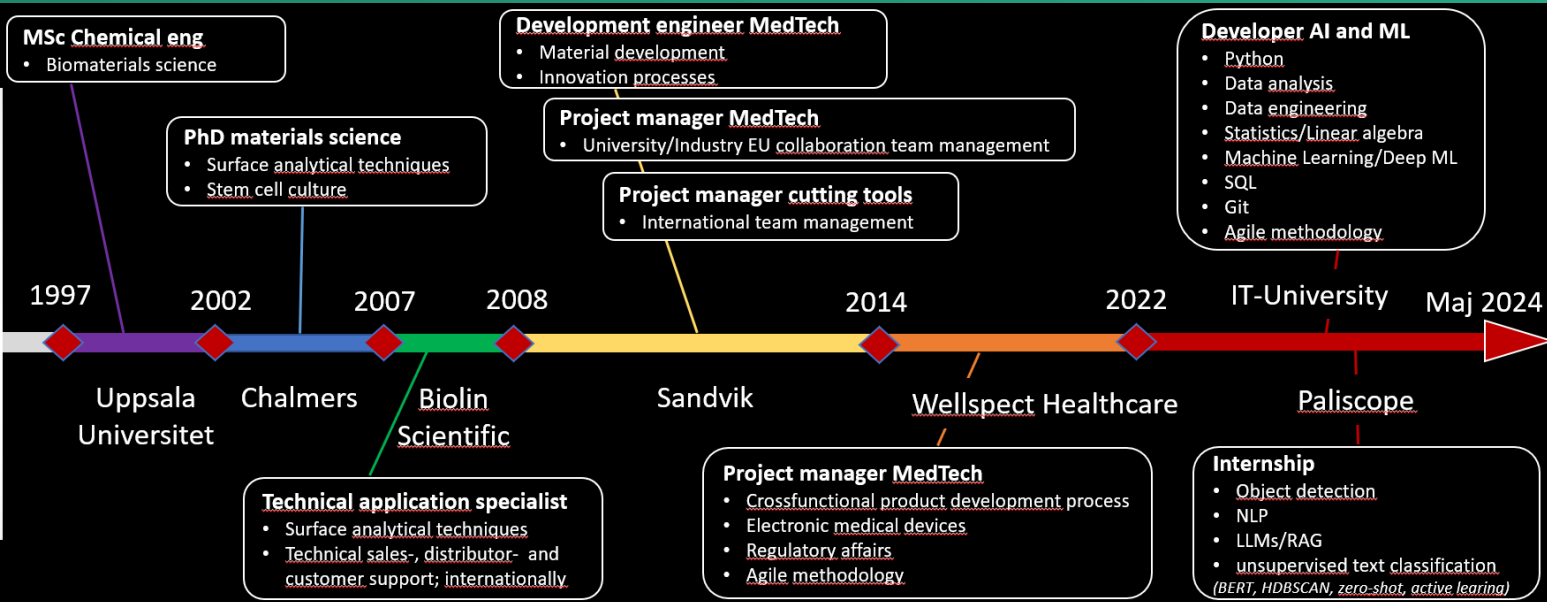 MSc Chemical eng
• Biomaterials science
PhD materials science
• Surface analytical techniques
• Stem cell culture
Development engineer MedTech
• Material development
• Innovation processes
Project manager MedTech
• University/Industry EU collaboration team management
Project manager cutting tools
• International team management
Developer AI and ML
• Python
• Data analysis
• Data engineering
• Statistics/Linear algebra
• Machine Learning/Deep ML
• SQL
• Git
• Agile methodology
1997
2002
2007
2008
2014
2022
IT-University
Maj 2024
Uppsala
Universitet
Chalmers
Biolin
Scientific
Sandvik
Wellspect Healthcare
Paliscope
Technical application specialist
• Surface analytical techniques
• Technical sales-, distributor- and
customer support; internationally
Project manager MedTech
• Crossfunctional product development process
• Electronic medical devices
• Regulatory affairs
• Agile methodology
Internship
• Object detection
• NLP
• LLMs/RAG
• unsupervised text classification
(BERT, HDBSCAN, zero-shot, active learing)